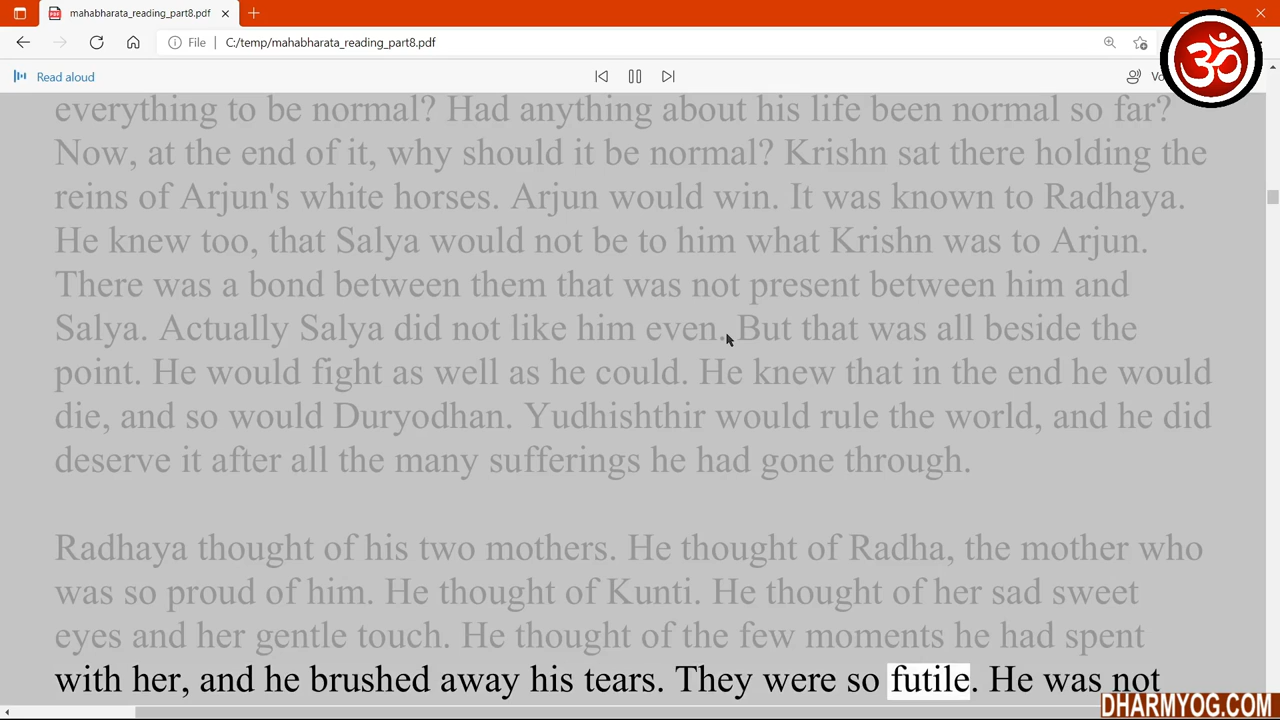 mahabharata_reading_part8.pdf
File | C:/temp/mahabharata_reading_part8.pdf
Read aloud
ॐ
everything to be normal? Had anything about his life been normal so far?
Now, at the end of it, why should it be normal? Krishn sat there holding the
reins of Arjun's white horses. Arjun would win. It was known to Radhaya.
He knew too, that Salya would not be to him what Krishn was to Arjun.
There was a bond between them that was not present between him and
Salya. Actually Salya did not like him even. But that was all beside the
point. He would fight as well as he could. He knew that in the end he would
die, and so would Duryodhan. Yudhishthir would rule the world, and he did
deserve it after all the many sufferings he had gone through.
Radhaya thought of his two mothers. He thought of Radha, the mother who
was so proud of him. He thought of Kunti. He thought of her sad sweet
eyes and her gentle touch. He thought of the few moments he had spent
with her, and he brushed away his tears. They were so futile. He was not
DHARMYOG.COM